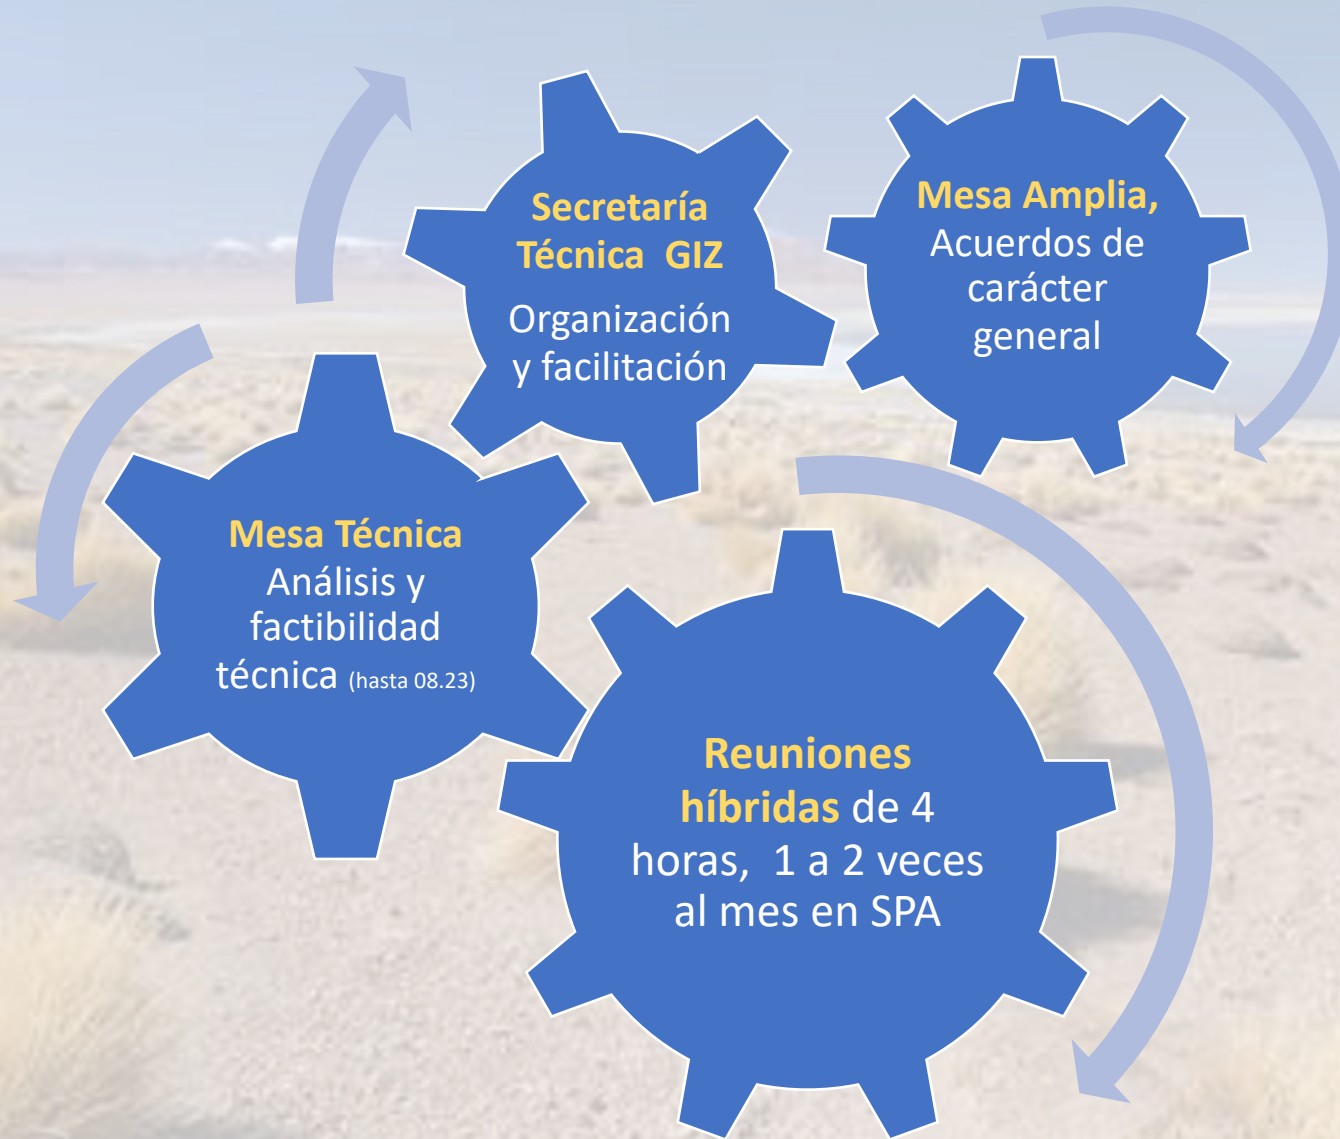 Secretaría
Técnica  GIZ
Organización
y facilitación
Mesa Amplia,
Acuerdos de
carácter
general
Mesa Técnica
Análisis y
factibilidad
técnica (hasta 08.23)
Reuniones
híbridas de 4
horas,  1 a 2 veces
al mes en SPA